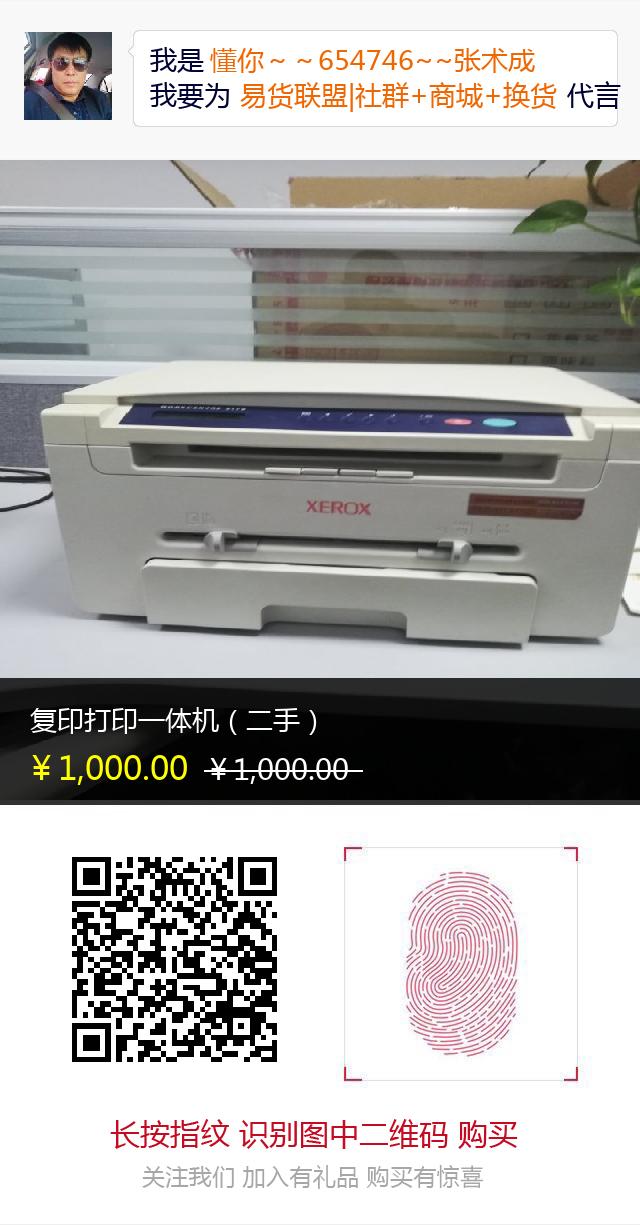 我是 懂你～～654746~~张术成
我要为 易货联盟|社群+商城+换货 代言
XEROX
复印打印一体机（二手）
￥1,000.00 ￥1,000.00
长按指纹 识别图中二维码 购买
关注我们 加入有礼品 购买有惊喜